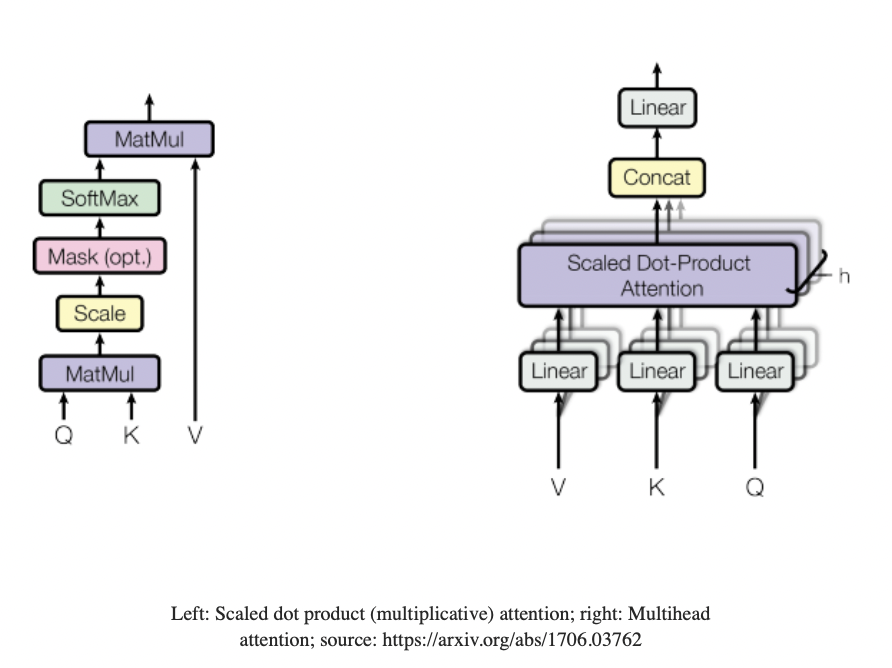 MatMul
SoftMax
Mask (opt.)
Scale
MatMul
Q K V
Linear
Concat
Scaled Dot-Product
Attention
h
Linear Linear Linear
V K Q
Left: Scaled dot product (multiplicative) attention; right: Multihead
attention; source: https://arxiv.org/abs/1706.03762